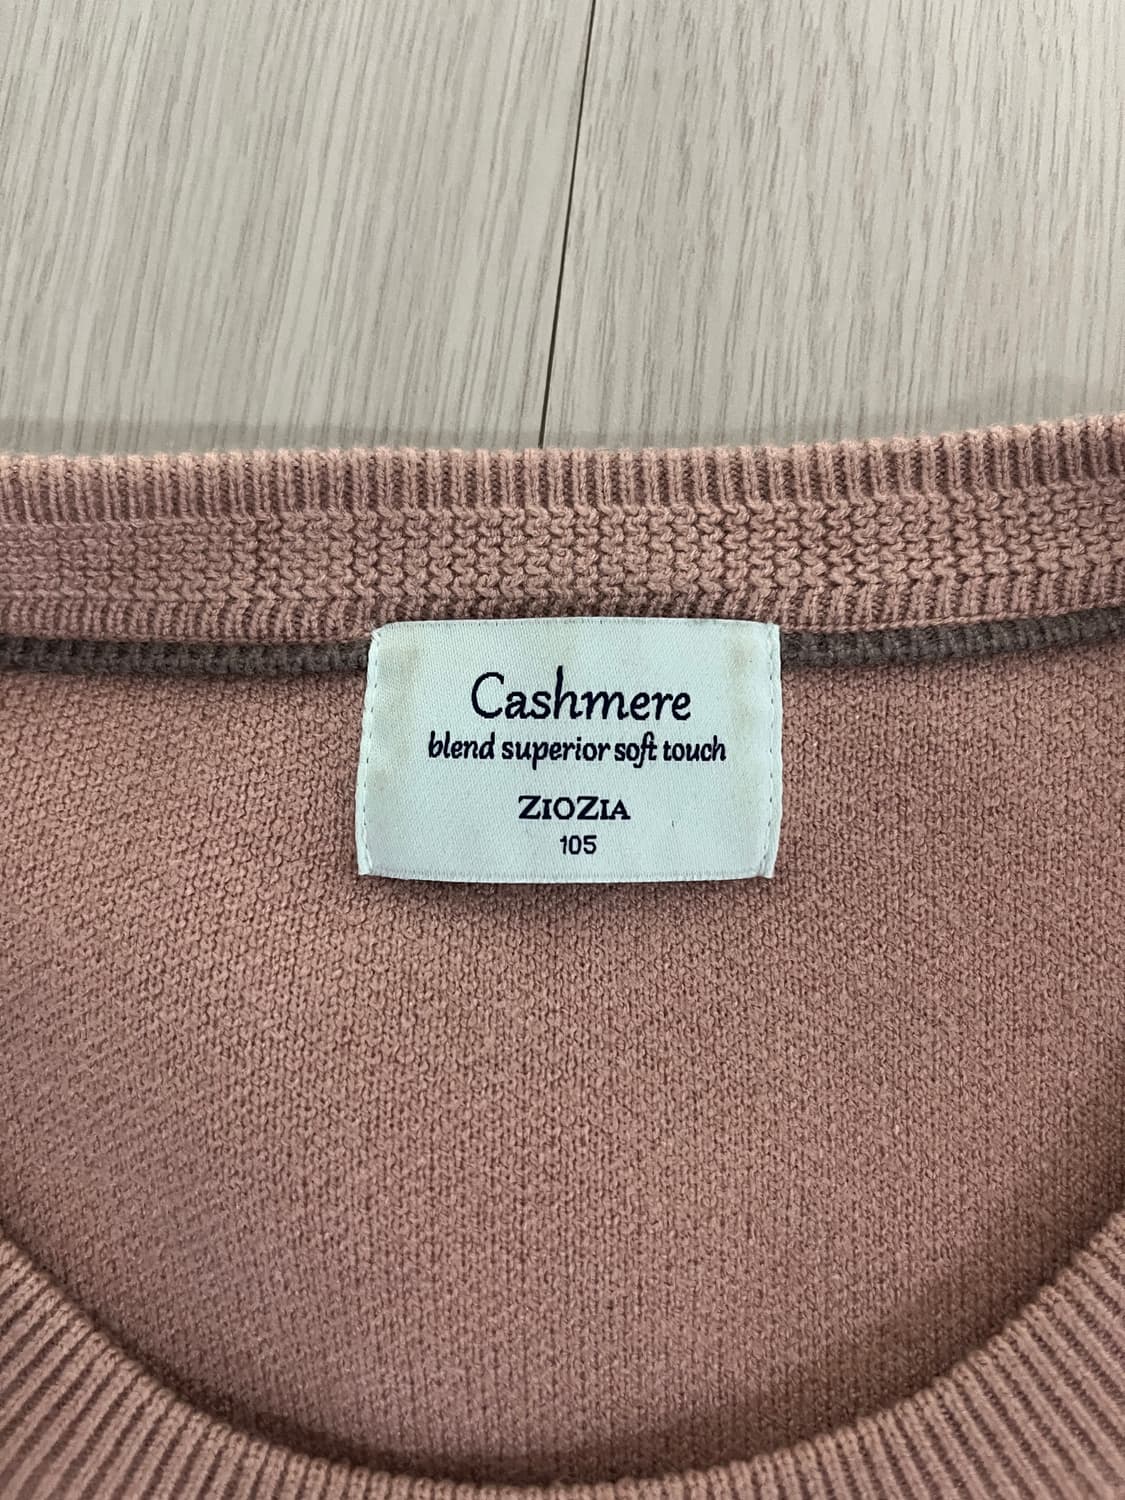 Cashmere
blend superior soft touch
ZIOZIA
105